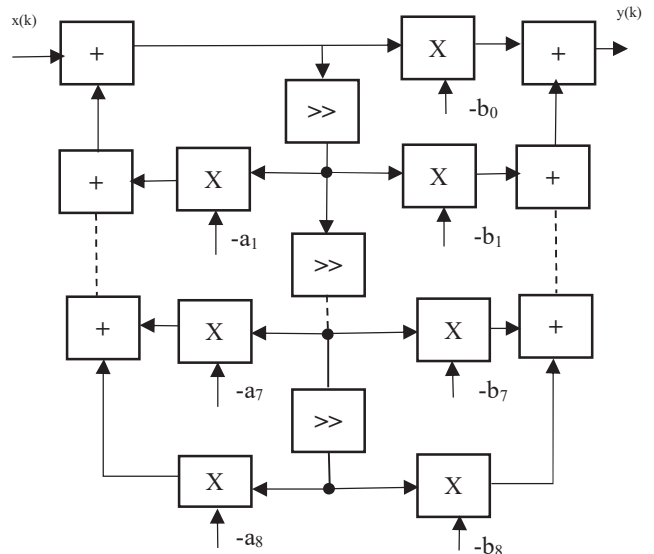 x(k) y(k)
+ X +
>> -b₀
+ X X +
-a₁ -b₁
>>
+ X X +
-a₇ -b₇
>>
X X
-a₈ -b₈